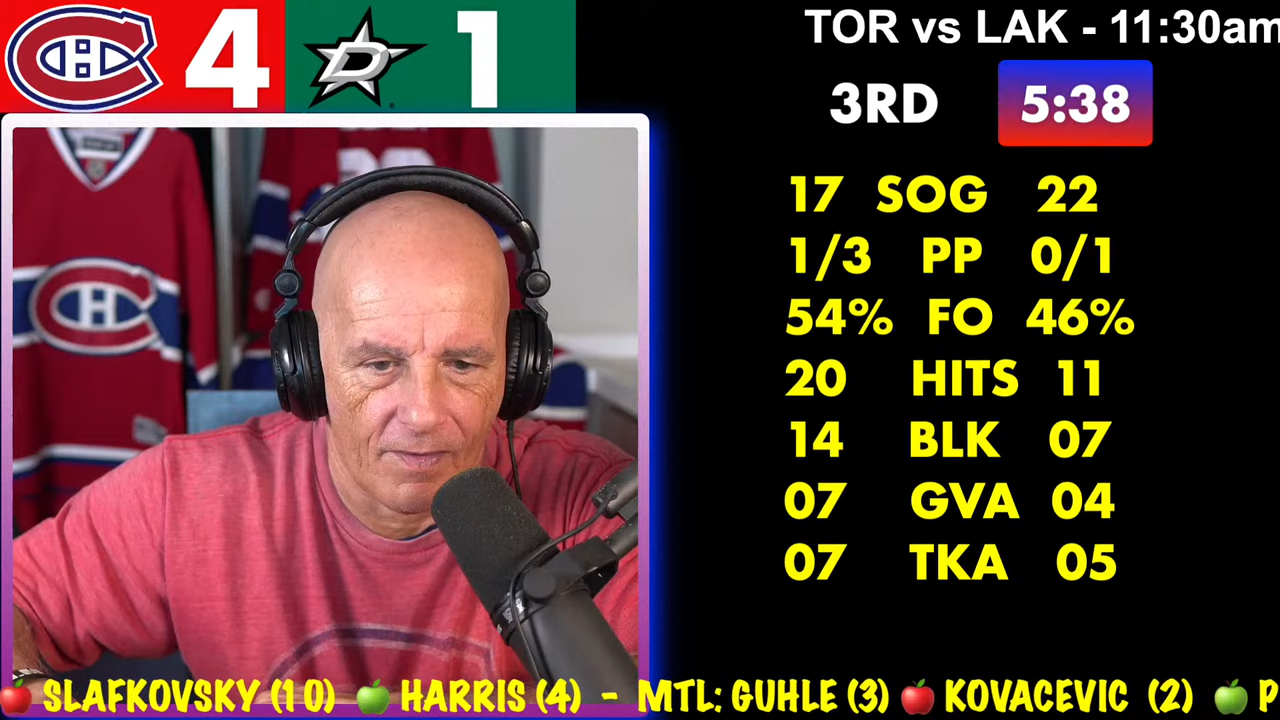 4 1
TOR vs LAK - 11:30am
3RD 5:38
17 SOG 22
1/3 PP 0/1
54% FO 46%
20 HITS 11
14 BLK 07
07 GVA 04
07 TKA 05
SLAFKOVSKY (10) HARRIS (4) - MTL: GUHLE (3) KOVACEVIC (2) P